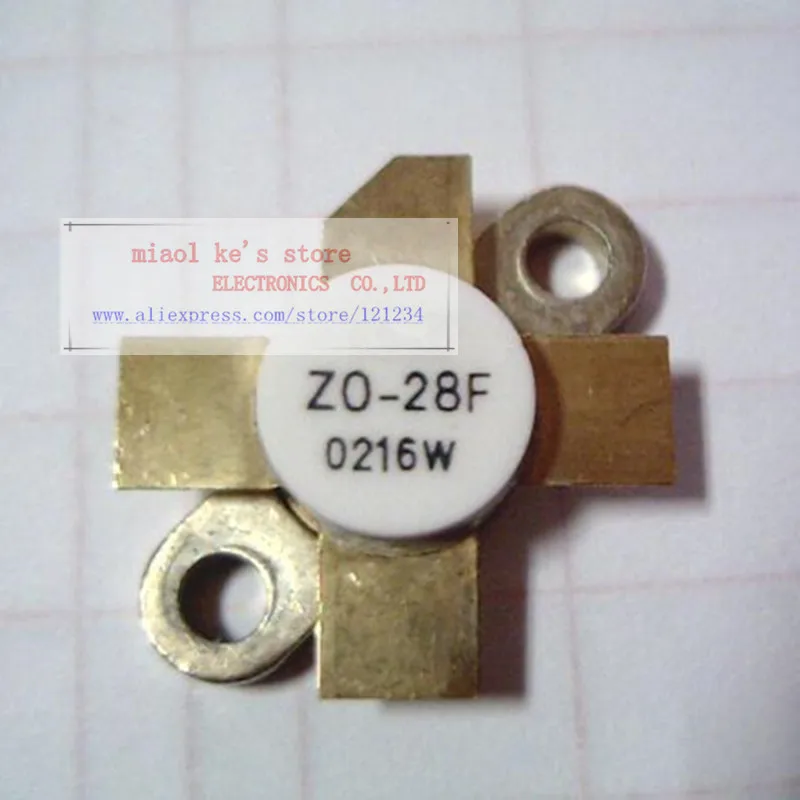 miaol ke's store
ELECTRONICS CO.,LTD
www.aliexpress.com/store/121234
ZO-28F
0216W